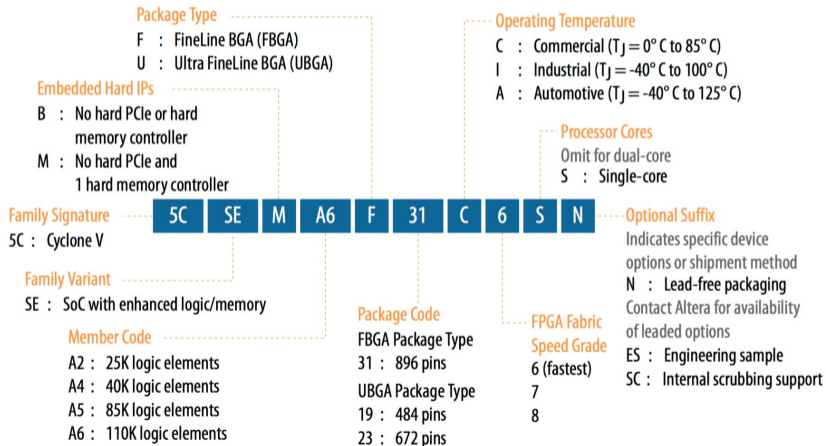 Package Type
F : FineLine BGA (FBGA)
U : Ultra FineLine BGA (UBGA)
Operating Temperature
C : Commercial (TJ = 0° C to 85° C)
I : Industrial (TJ = -40° C to 100° C)
A : Automotive (TJ = -40° C to 125° C)
Embedded Hard IPs
B : No hard PCIe or hard
memory controller
M : No hard PCIe and
1 hard memory controller
Processor Cores
Omit for dual-core
S : Single-core
5C SE M A6 F 31 C 6 S N
Family Signature
5C : Cyclone V
Family Variant
SE : SoC with enhanced logic/memory
Member Code
A2 : 25K logic elements
A4 : 40K logic elements
A5 : 85K logic elements
A6 : 110K logic elements
Package Code
FBGA Package Type
31 : 896 pins
UBGA Package Type
19 : 484 pins
23 : 672 pins
FPGA Fabric
Speed Grade
6 (fastest)
7
8
Optional Suffix
Indicates specific device
options or shipment method
N : Lead-free packaging
Contact Altera for availability
of leaded options
ES : Engineering sample
SC : Internal scrubbing support